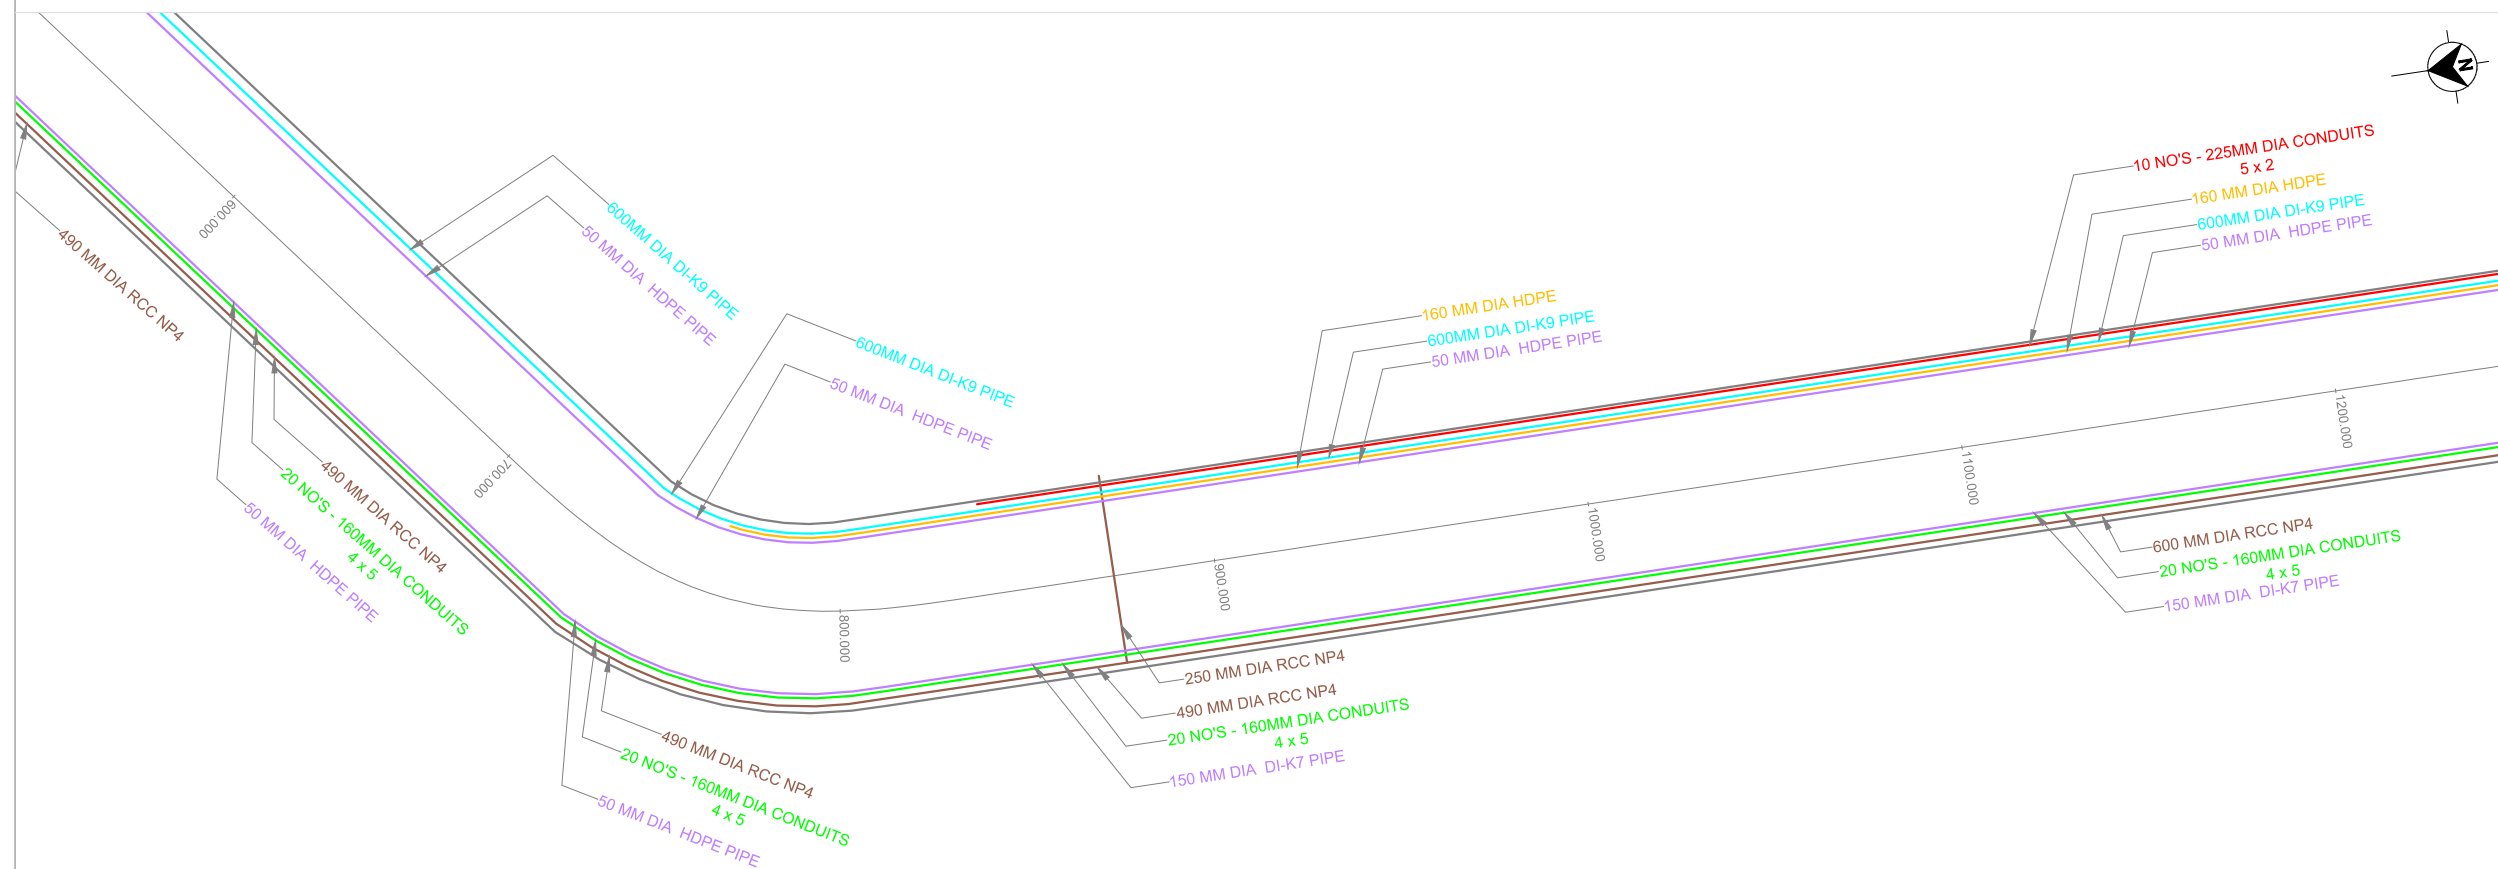 N
10 NO'S - 225MM DIA CONDUITS
5 x 2
160 MM DIA HDPE
600MM DIA DI-K9 PIPE
50 MM DIA  HDPE PIPE
600MM DIA DI-K9 PIPE
50 MM DIA  HDPE PIPE
600.000
490 MM DIA RCC NP4
160 MM DIA HDPE
600MM DIA DI-K9 PIPE
50 MM DIA  HDPE PIPE
600MM DIA DI-K9 PIPE
50 MM DIA  HDPE PIPE
1200.000
1100.000
700.000
1000.000
490 MM DIA RCC NP4
20 NO'S - 160MM DIA CONDUITS
4 x 5
50 MM DIA  HDPE PIPE
900.000
800.000
600 MM DIA RCC NP4
20 NO'S - 160MM DIA CONDUITS
4 x 5
150 MM DIA  DI-K7 PIPE
250 MM DIA RCC NP4
490 MM DIA RCC NP4
20 NO'S - 160MM DIA CONDUITS
4 x 5
150 MM DIA  DI-K7 PIPE
490 MM DIA RCC NP4
20 NO'S - 160MM DIA CONDUITS
4 x 5
50 MM DIA  HDPE PIPE